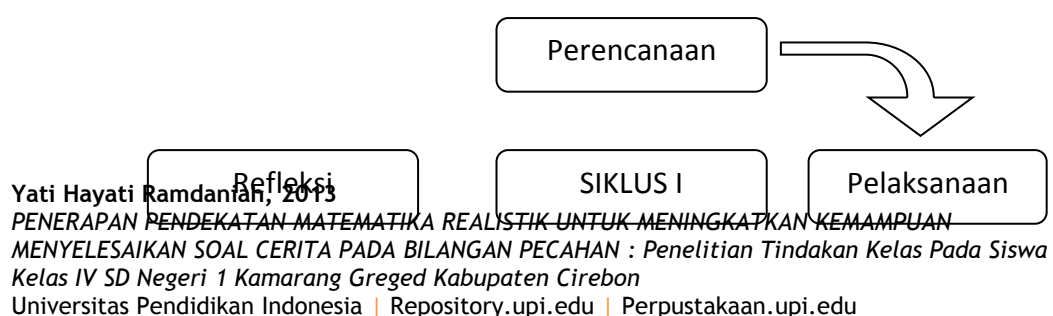 Perencanaan
Refleksi
SIKLUS I
Pelaksanaan
Yati Hayati Ramdaniah, 2013
PENERAPAN PENDEKATAN MATEMATIKA REALISTIK UNTUK MENINGKATKAN KEMAMPUAN
MENYELESAIKAN SOAL CERITA PADA BILANGAN PECAHAN : Penelitian Tindakan Kelas Pada Siswa
Kelas IV SD Negeri 1 Kamarang Greged Kabupaten Cirebon
Universitas Pendidikan Indonesia | Repository.upi.edu | Perpustakaan.upi.edu